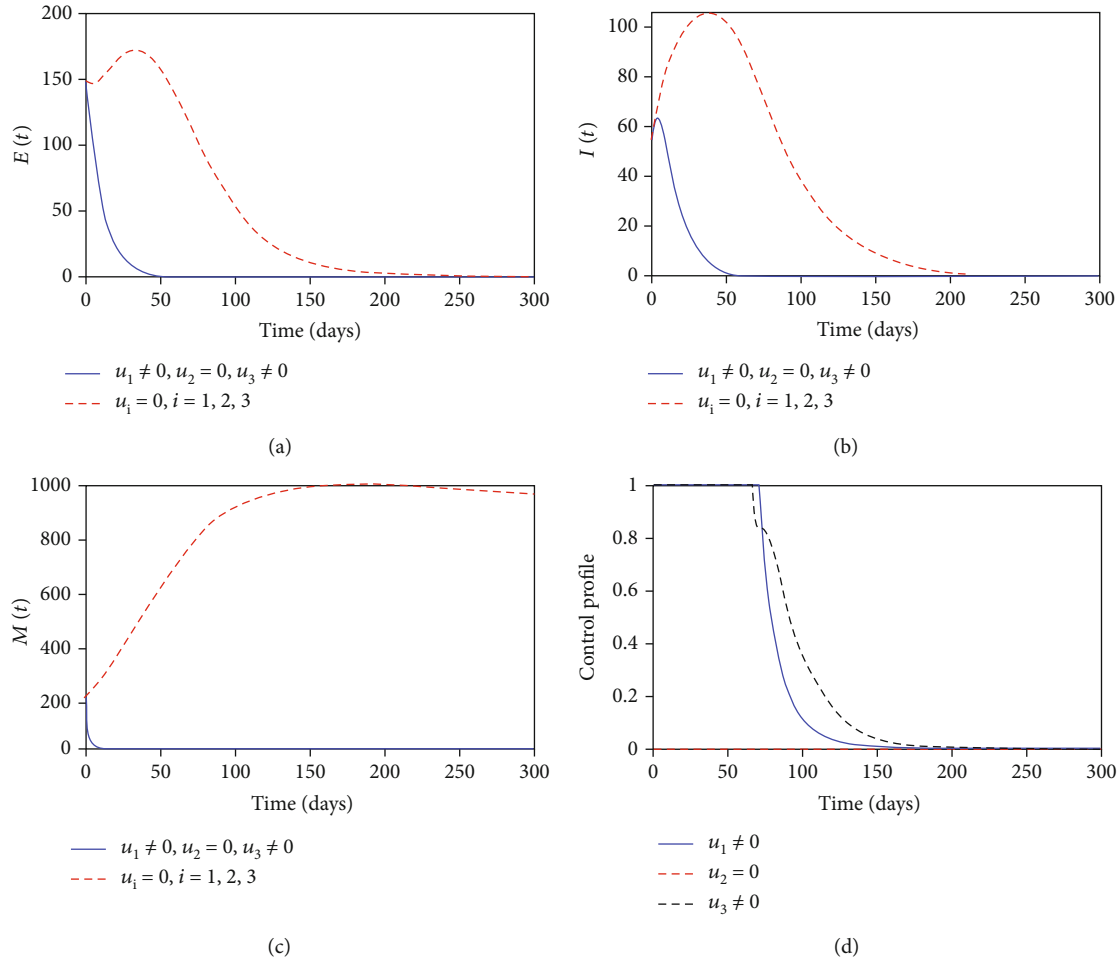 200
150
100
50
0
E (t)
0 50 100 150 200 250 300
Time (days)
u1 ≠ 0, u2 = 0, u3 ≠ 0
ui = 0, i = 1, 2, 3
(a)
100
80
60
40
20
0
I (t)
0 50 100 150 200 250 300
Time (days)
u1 ≠ 0, u2 = 0, u3 ≠ 0
ui = 0, i = 1, 2, 3
(b)
1000
800
600
400
200
0
M (t)
0 50 100 150 200 250 300
Time (days)
u1 ≠ 0, u2 = 0, u3 ≠ 0
ui = 0, i = 1, 2, 3
(c)
1
0.8
0.6
0.4
0.2
0
Control profile
0 50 100 150 200 250 300
Time (days)
u1 ≠ 0
u2 = 0
u3 ≠ 0
(d)